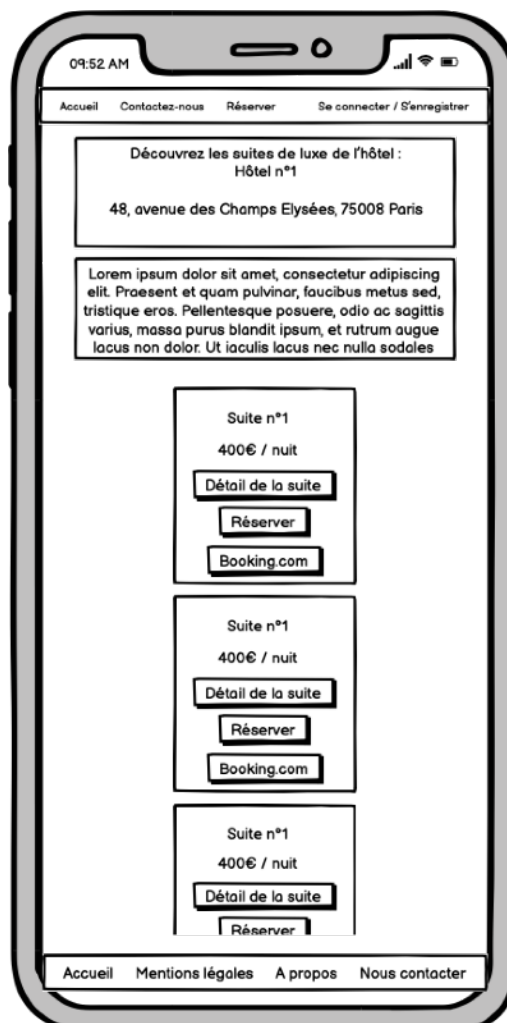 09:52 AM
Accueil Contactez-nous Réserver Se connecter / S'enregistrer
Découvrez les suites de luxe de l'hôtel :
Hôtel n°1
48, avenue des Champs Elysées, 75008 Paris
Lorem ipsum dolor sit amet, consectetur adipiscing
elit. Praesent et quam pulvinar, faucibus metus sed,
tristique eros. Pellentesque posuere, odio ac sagittis
varius, massa purus blandit ipsum, et rutrum augue
lacus non dolor. Ut iaculis lacus nec nulla sodales
Suite n°1
400€ / nuit
Détail de la suite
Réserver
Booking.com
Suite n°1
400€ / nuit
Détail de la suite
Réserver
Booking.com
Suite n°1
400€ / nuit
Détail de la suite
Réserver
Accueil Mentions légales A propos Nous contacter